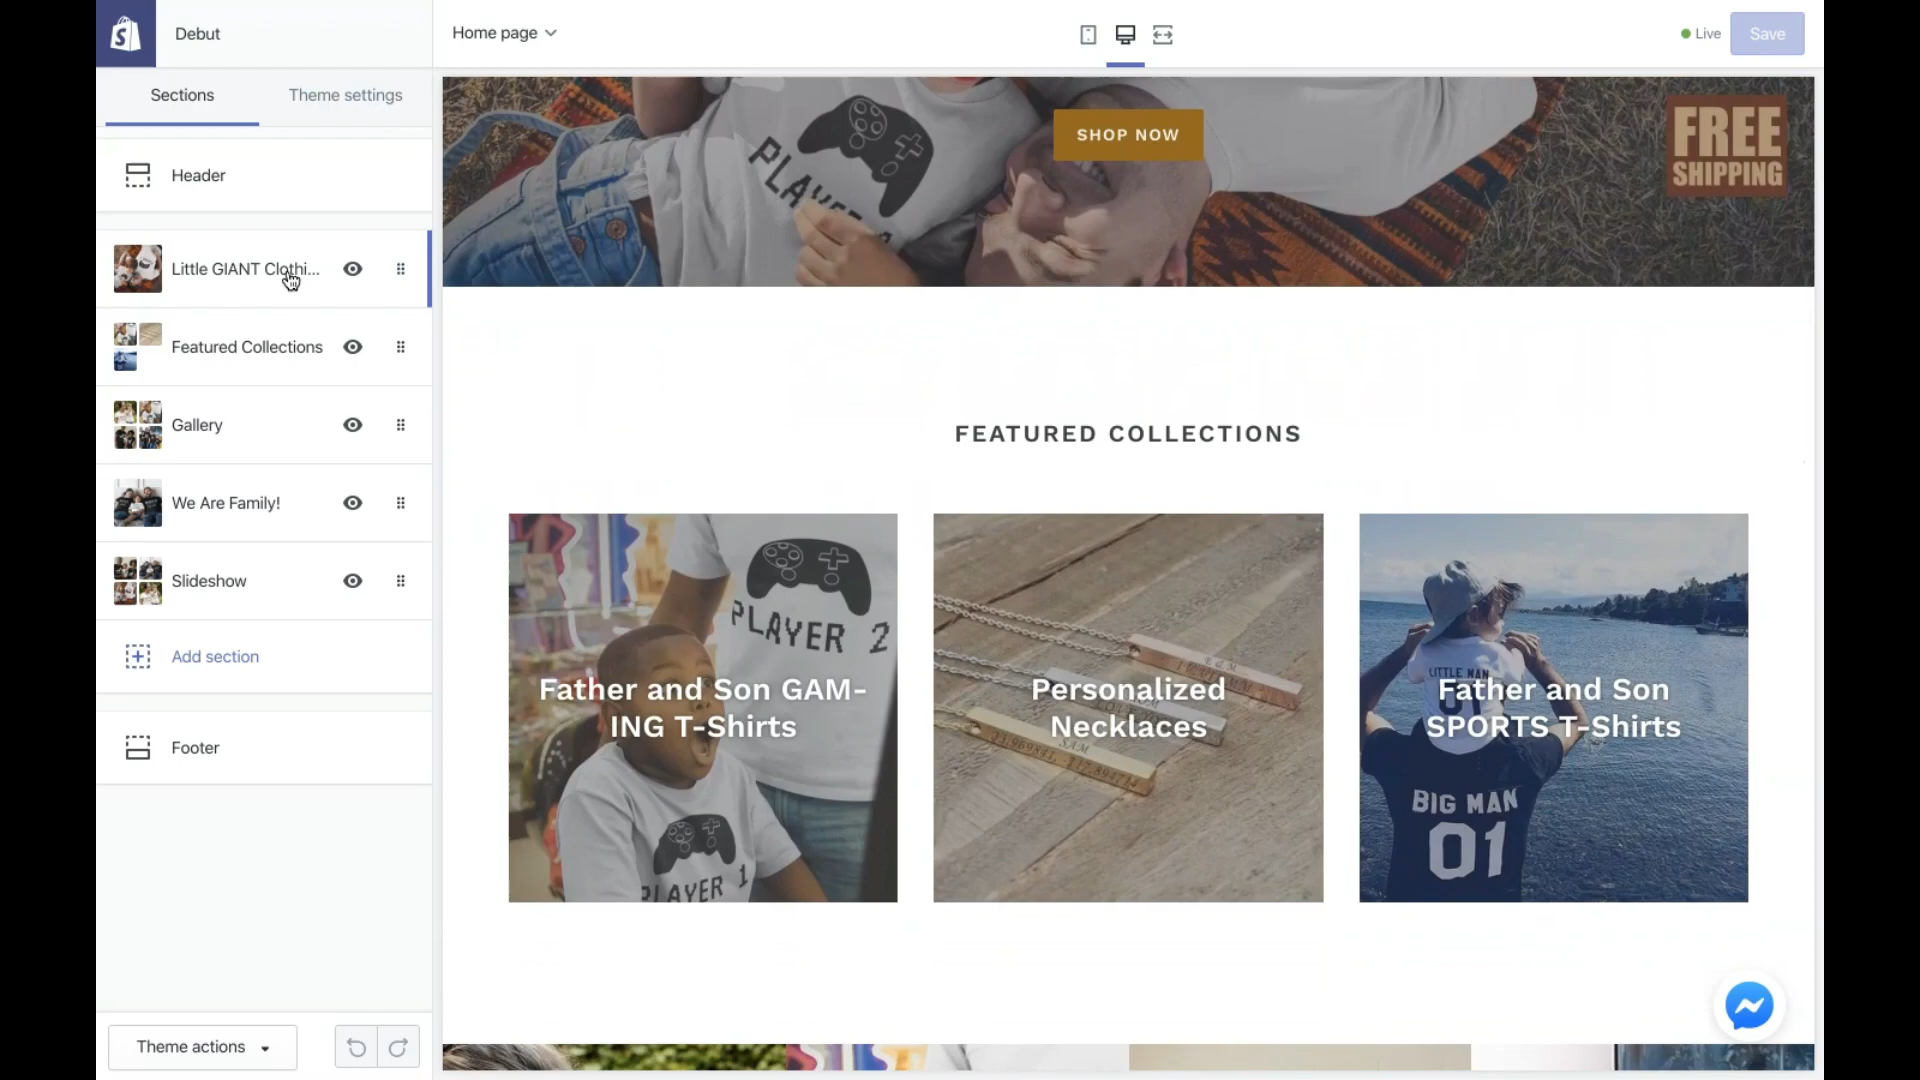 Debut
Home page
Live
Save
Sections
Theme settings
Header
Little GIANT Clothi...
Featured Collections
Gallery
We Are Family!
Slideshow
Add section
Footer
Theme actions
PLAYER
SHOP NOW
FREE
SHIPPING
FEATURED COLLECTIONS
PLAYER 2
Father and Son GAM-
ING T-Shirts
PLAYER 1
Personalized
Necklaces
SAM
LITTLE MAN
01
Father and Son
SPORTS T-Shirts
BIG MAN
01